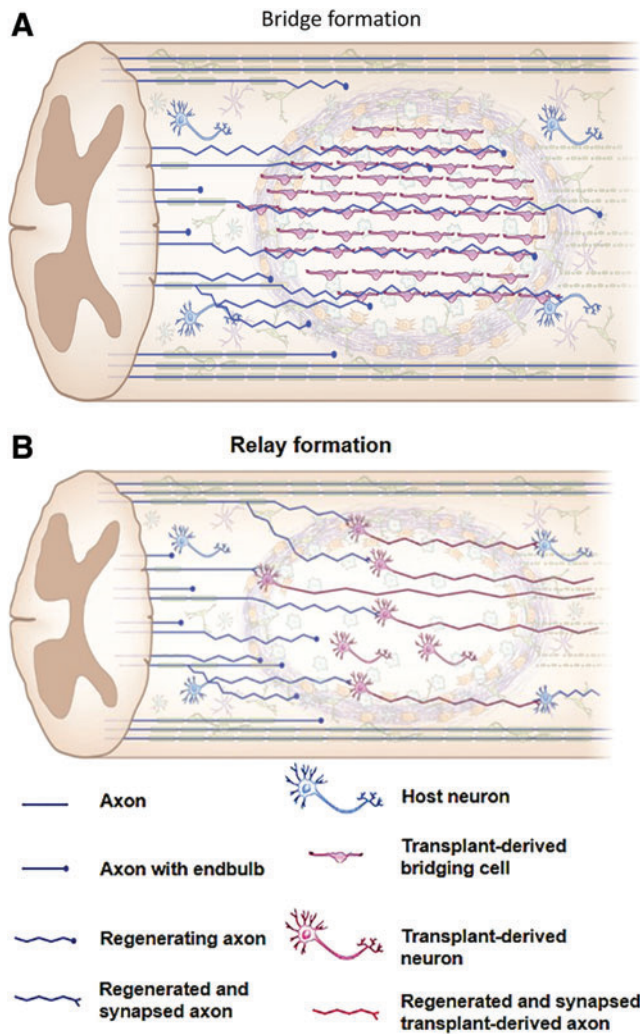 A
Bridge formation
B
Relay formation
Axon
Host neuron
Axon with endbulb
Transplant-derived
bridging cell
Regenerating axon
Transplant-derived
neuron
Regenerated and
synapsed axon
Regenerated and synapsed
transplant-derived axon